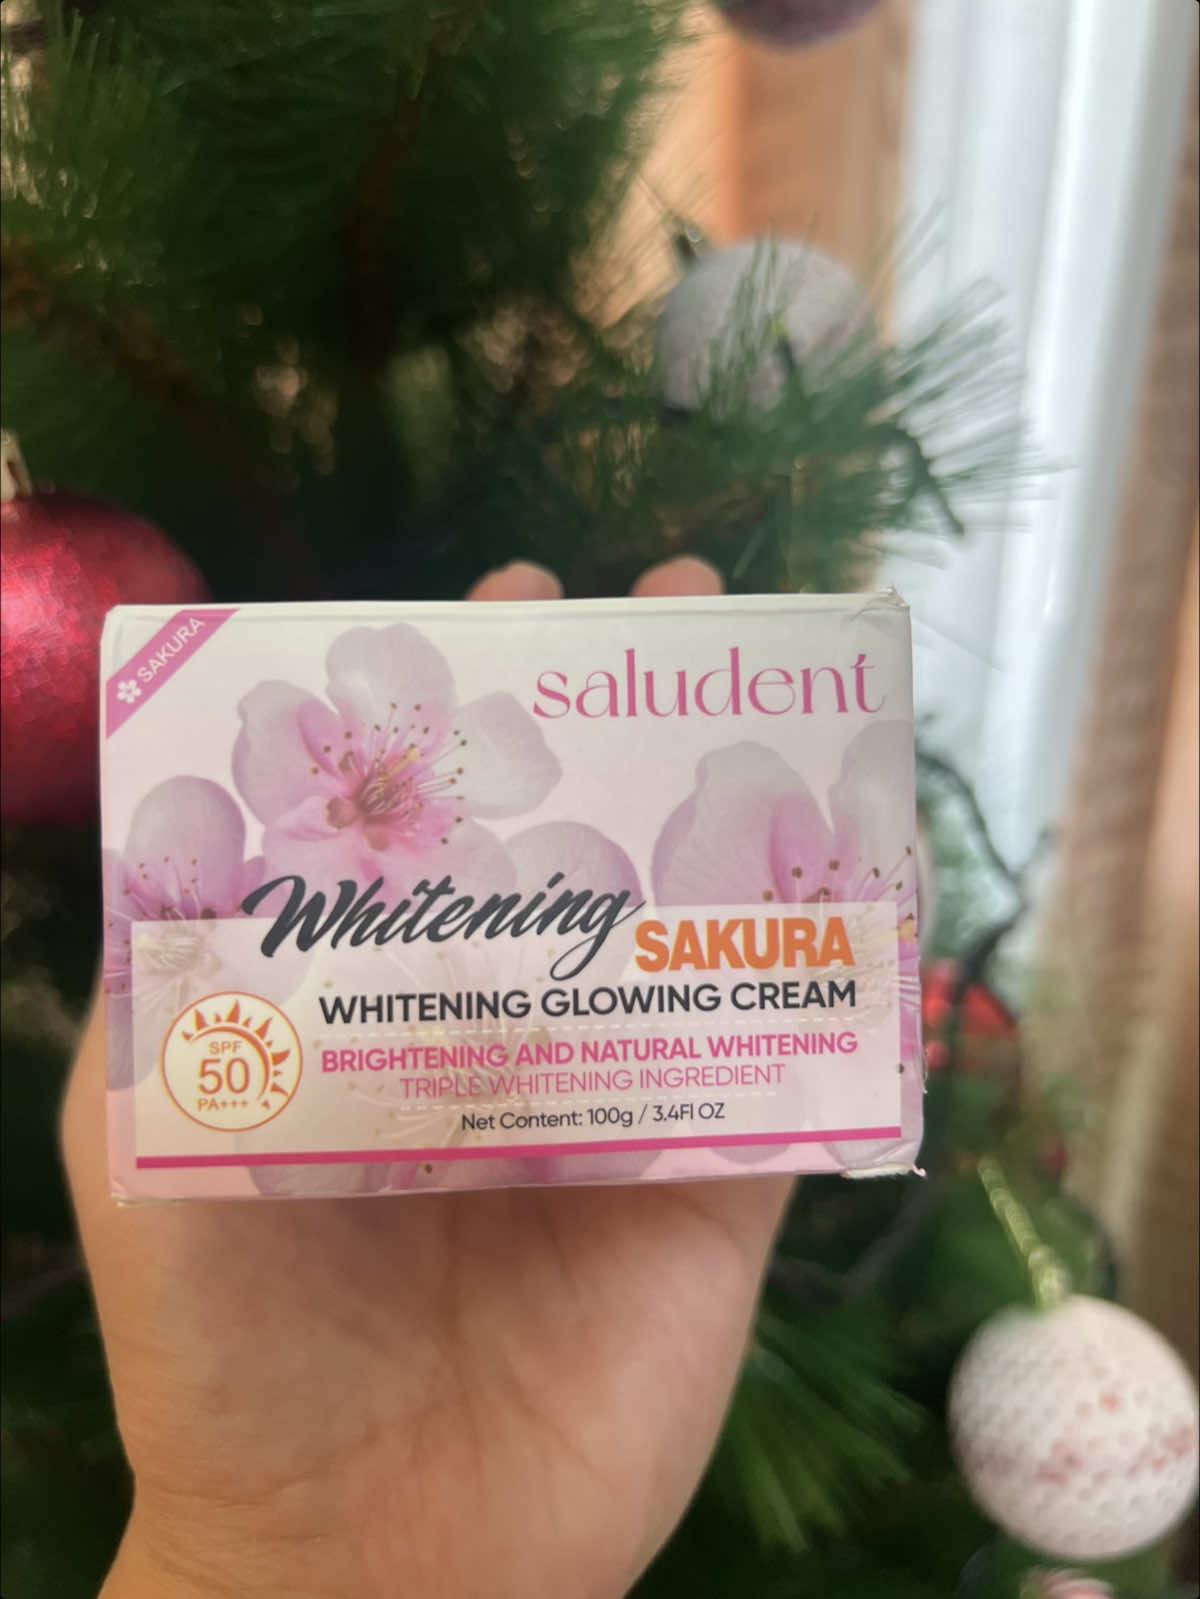 SAKURA
saludent
Whitening SAKURA
WHITENING GLOWING CREAM
BRIGHTENING AND NATURAL WHITENING
TRIPLE WHITENING INGREDIENT
Net Content: 100g / 3.4Fl OZ
SPF
50
PA+++